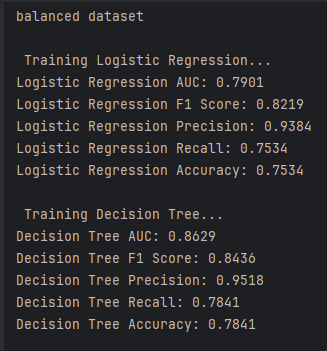 balanced dataset
Training Logistic Regression...
Logistic Regression AUC: 0.7901
Logistic Regression F1 Score: 0.8219
Logistic Regression Precision: 0.9384
Logistic Regression Recall: 0.7534
Logistic Regression Accuracy: 0.7534
Training Decision Tree...
Decision Tree AUC: 0.8629
Decision Tree F1 Score: 0.8436
Decision Tree Precision: 0.9518
Decision Tree Recall: 0.7841
Decision Tree Accuracy: 0.7841